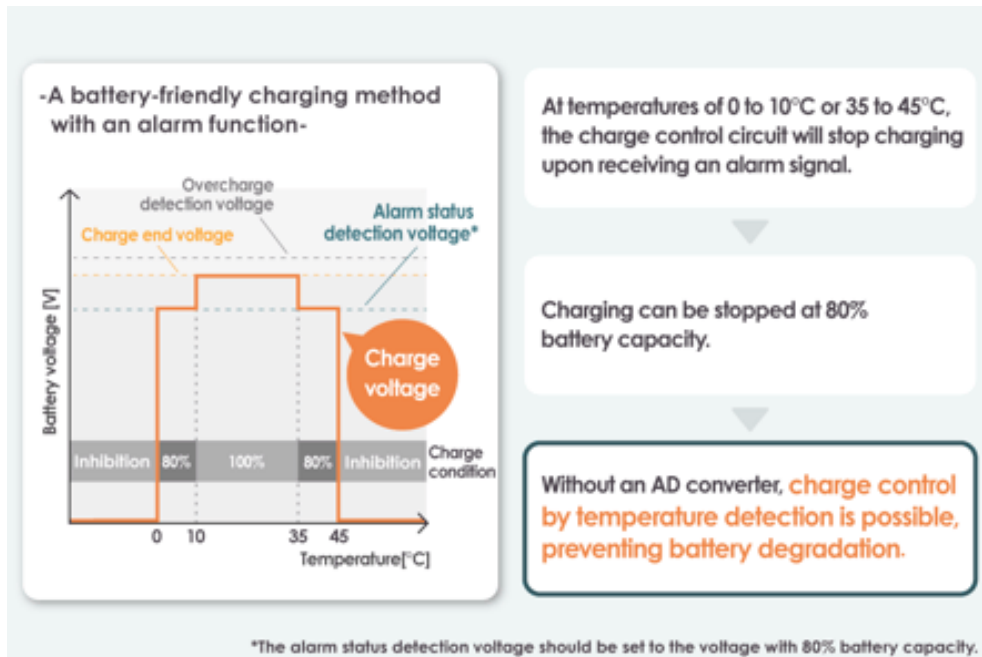 -A battery-friendly charging method
with an alarm function-
Overcharge
detection voltage
Alarm status
detection voltage*
Charge end voltage
Battery voltage [V]
Charge
voltage
Inhibition 80% 100% 80% Inhibition
Charge
condition
0 10 35 45
Temperature[°C]
At temperatures of 0 to 10°C or 35 to 45°C,
the charge control circuit will stop charging
upon receiving an alarm signal.
Charging can be stopped at 80%
battery capacity.
Without an AD converter, charge control
by temperature detection is possible,
preventing battery degradation.
*The alarm status detection voltage should be set to the voltage with 80% battery capacity.